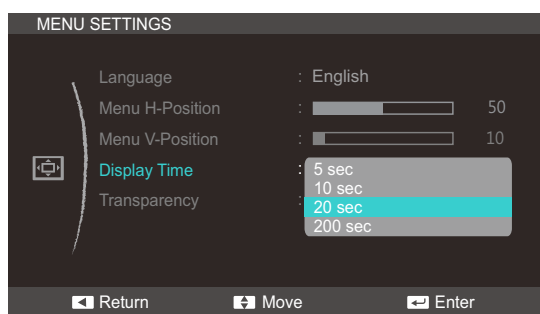 MENU SETTINGS
Language : English
Menu H-Position : 50
Menu V-Position : 10
Display Time : 5 sec
10 sec
Transparency : 20 sec
200 sec
Return Move Enter